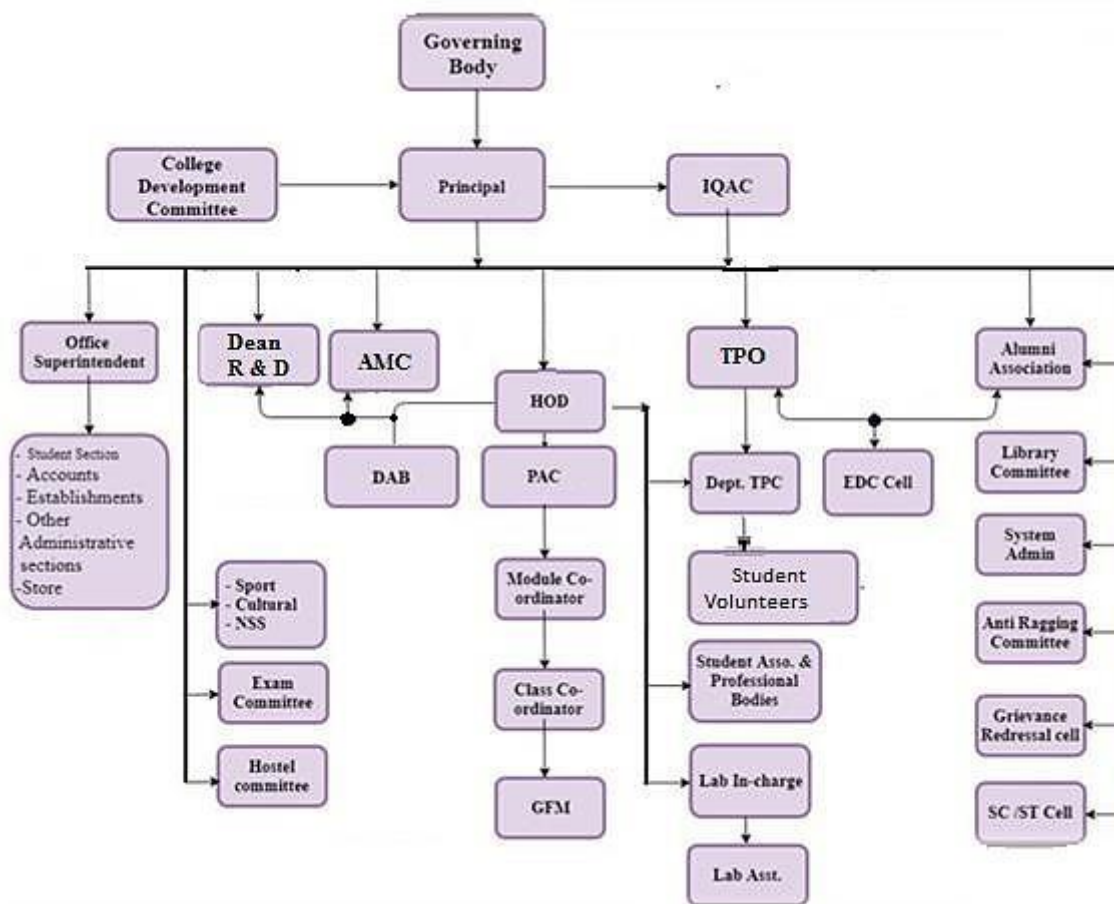 Governing
Body
College
Development
Committee
Principal
IQAC
Office
Superintendent
Dean
R & D
AMC
HOD
TPO
Alumni
Association
- Student Section
- Accounts
- Establishments
- Other
Administrative
sections
-Store
DAB
PAC
Dept. TPC
EDC Cell
Library
Committee
System
Admin
- Sport
- Cultural
- NSS
Module Co-
ordinator
Student
Volunteers
Anti Ragging
Committee
Exam
Committee
Class Co-
ordinator
Student Asso. &
Professional
Bodies
Grievance
Redressal cell
Hostel
committee
GFM
Lab In-charge
SC /ST Cell
Lab Asst.